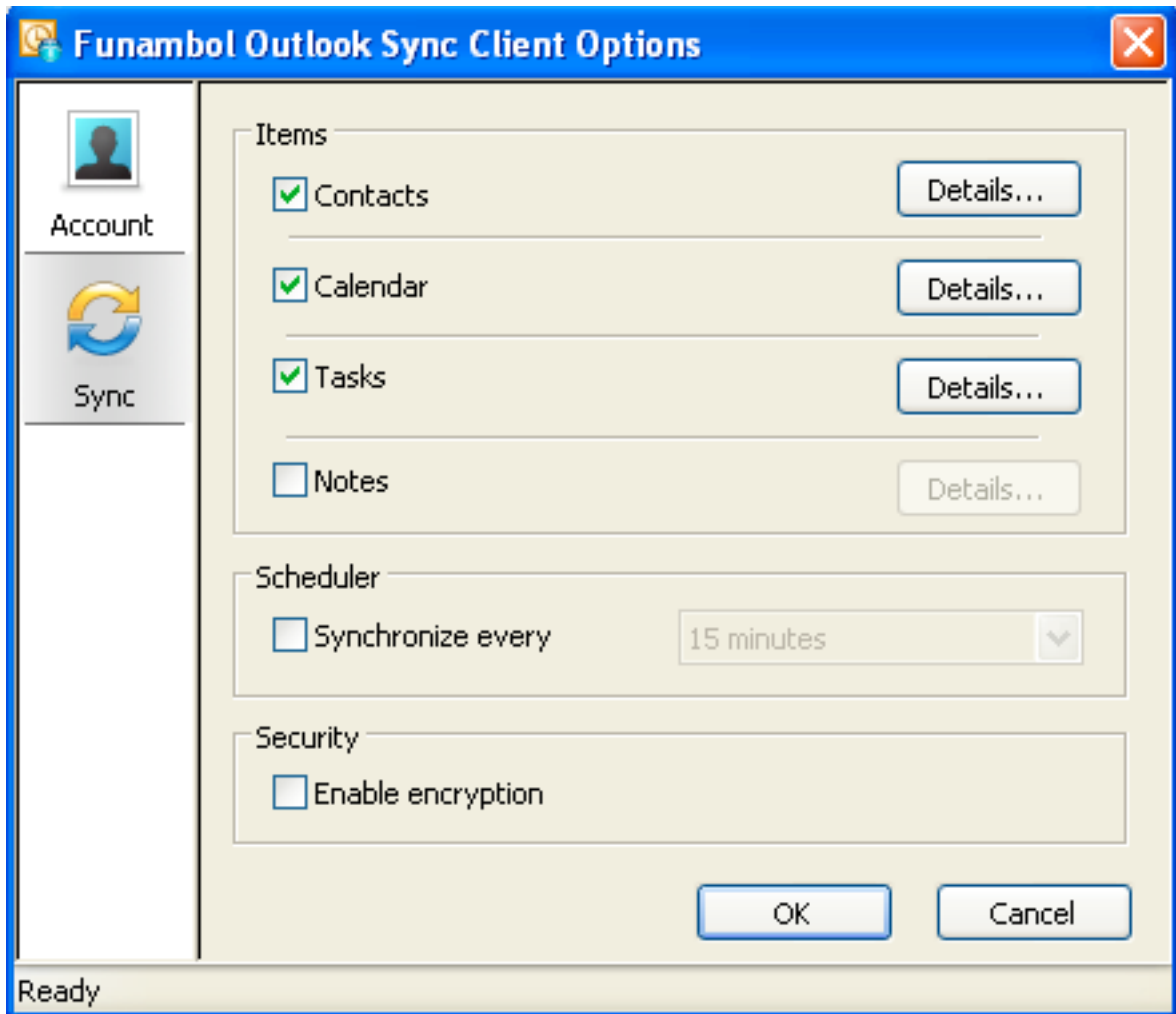 Funambol Outlook Sync Client Options
Account
Sync
Items
Contacts
Details...
Calendar
Details...
Tasks
Details...
Notes
Details...
Scheduler
Synchronize every
15 minutes
Security
Enable encryption
OK
Cancel
Ready